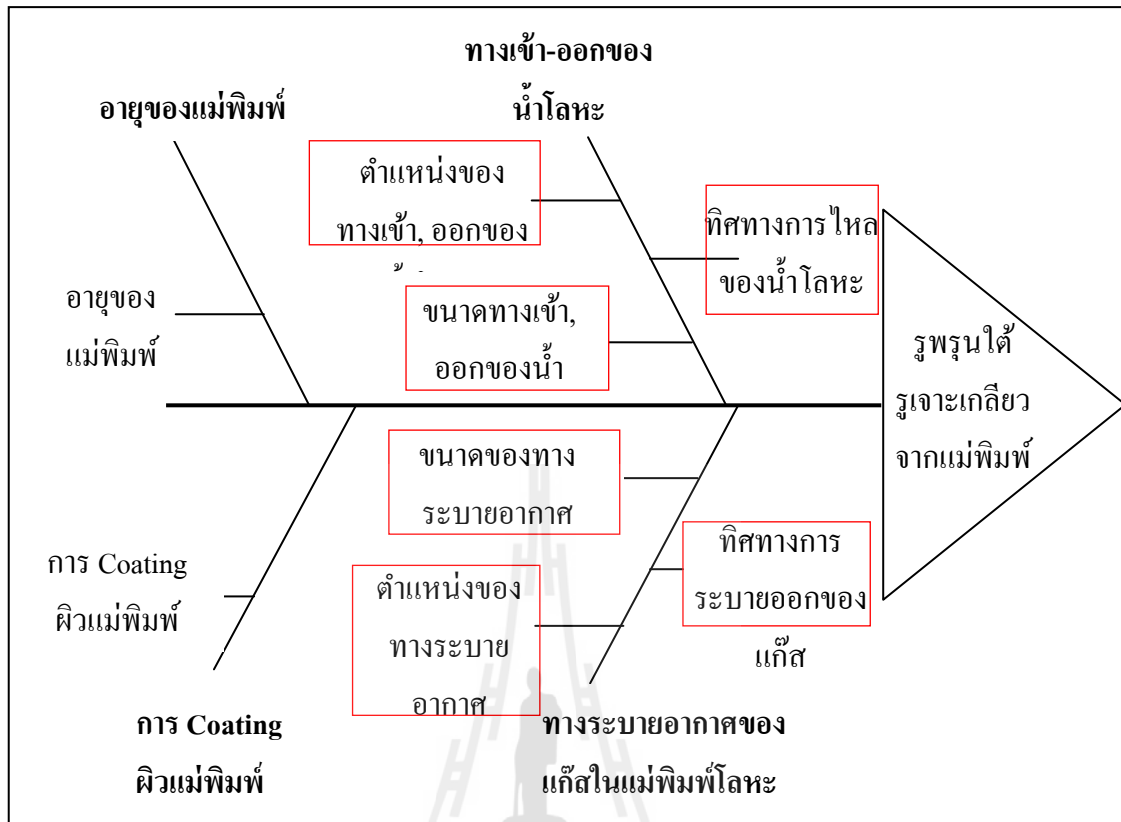 ทางเข้า-ออกของ
น้ำโลหะ
อายุของแม่พิมพ์
ตำแหน่งของ
ทางเข้า, ออกของ
ทิศทางการไหล
ของน้ำโลหะ
อายุของ
แม่พิมพ์
ขนาดทางเข้า,
ออกของน้ำ
รูพรุนใต้
รูเจาะเกลียว
จากแม่พิมพ์
ขนาดของทาง
ระบายอากาศ
ทิศทางการ
ระบายออกของ
แก๊ส
การ Coating
ผิวแม่พิมพ์
ตำแหน่งของ
ทางระบาย
อากาศ
การ Coating
ผิวแม่พิมพ์
ทางระบายอากาศของ
แก๊สในแม่พิมพ์โลหะ